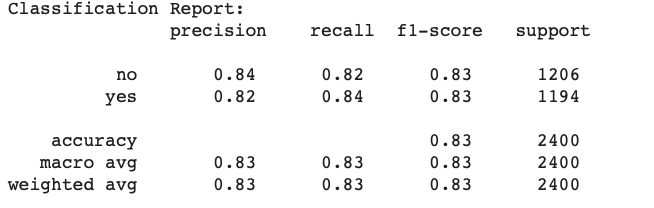 Classification Report:
precision recall f1-score support
no 0.84 0.82 0.83 1206
yes 0.82 0.84 0.83 1194
accuracy 0.83 2400
macro avg 0.83 0.83 0.83 2400
weighted avg 0.83 0.83 0.83 2400